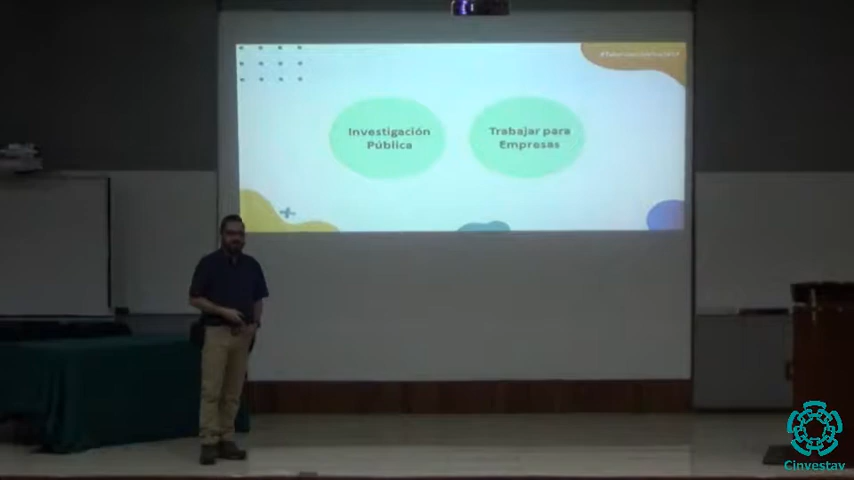 Investigación
Pública
Trabajar para
Empresas
Cinvestav